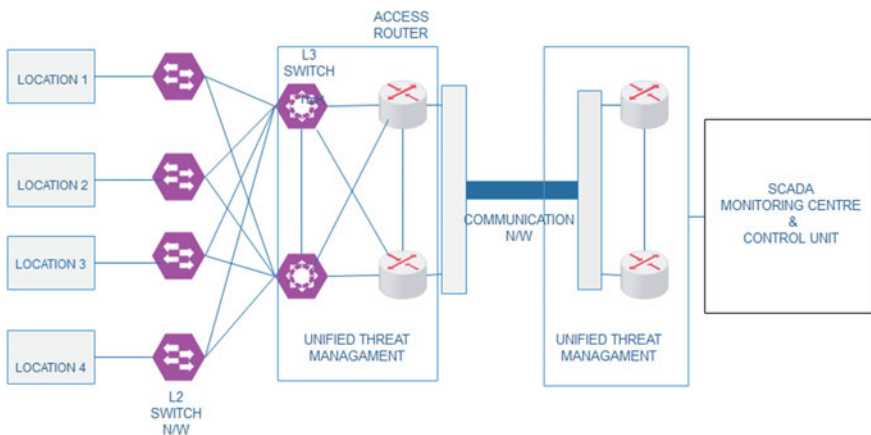 ACCESS
ROUTER
L3
SWITCH
LOCATION 1
LOCATION 2
LOCATION 3
LOCATION 4
L2
SWITCH
N/W
UNIFIED THREAT
MANAGAMENT
COMMUNICATION
N/W
UNIFIED THREAT
MANAGAMENT
SCADA
MONITORING CENTRE
&
CONTROL UNIT